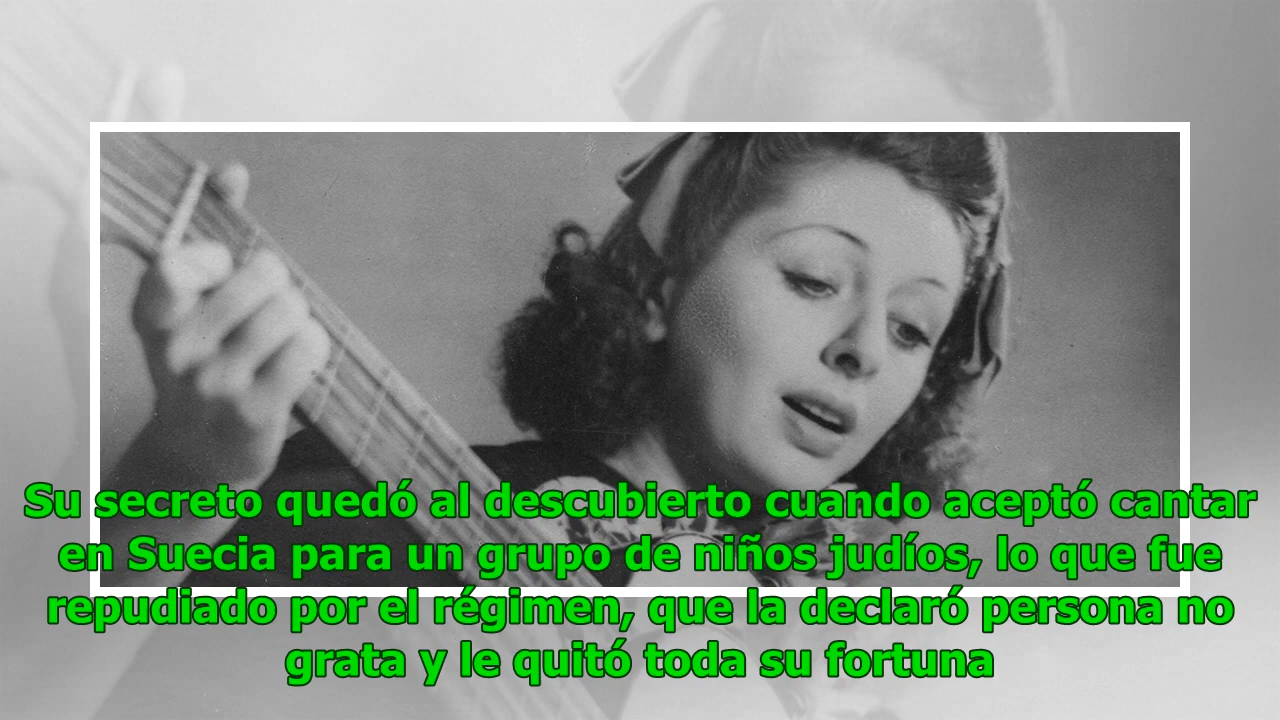 Su secreto quedó al descubierto cuando aceptó cantar
en Suecia para un grupo de niños judíos, lo que fue
repudiado por el régimen, que la declaró persona no
grata y le quitó toda su fortuna